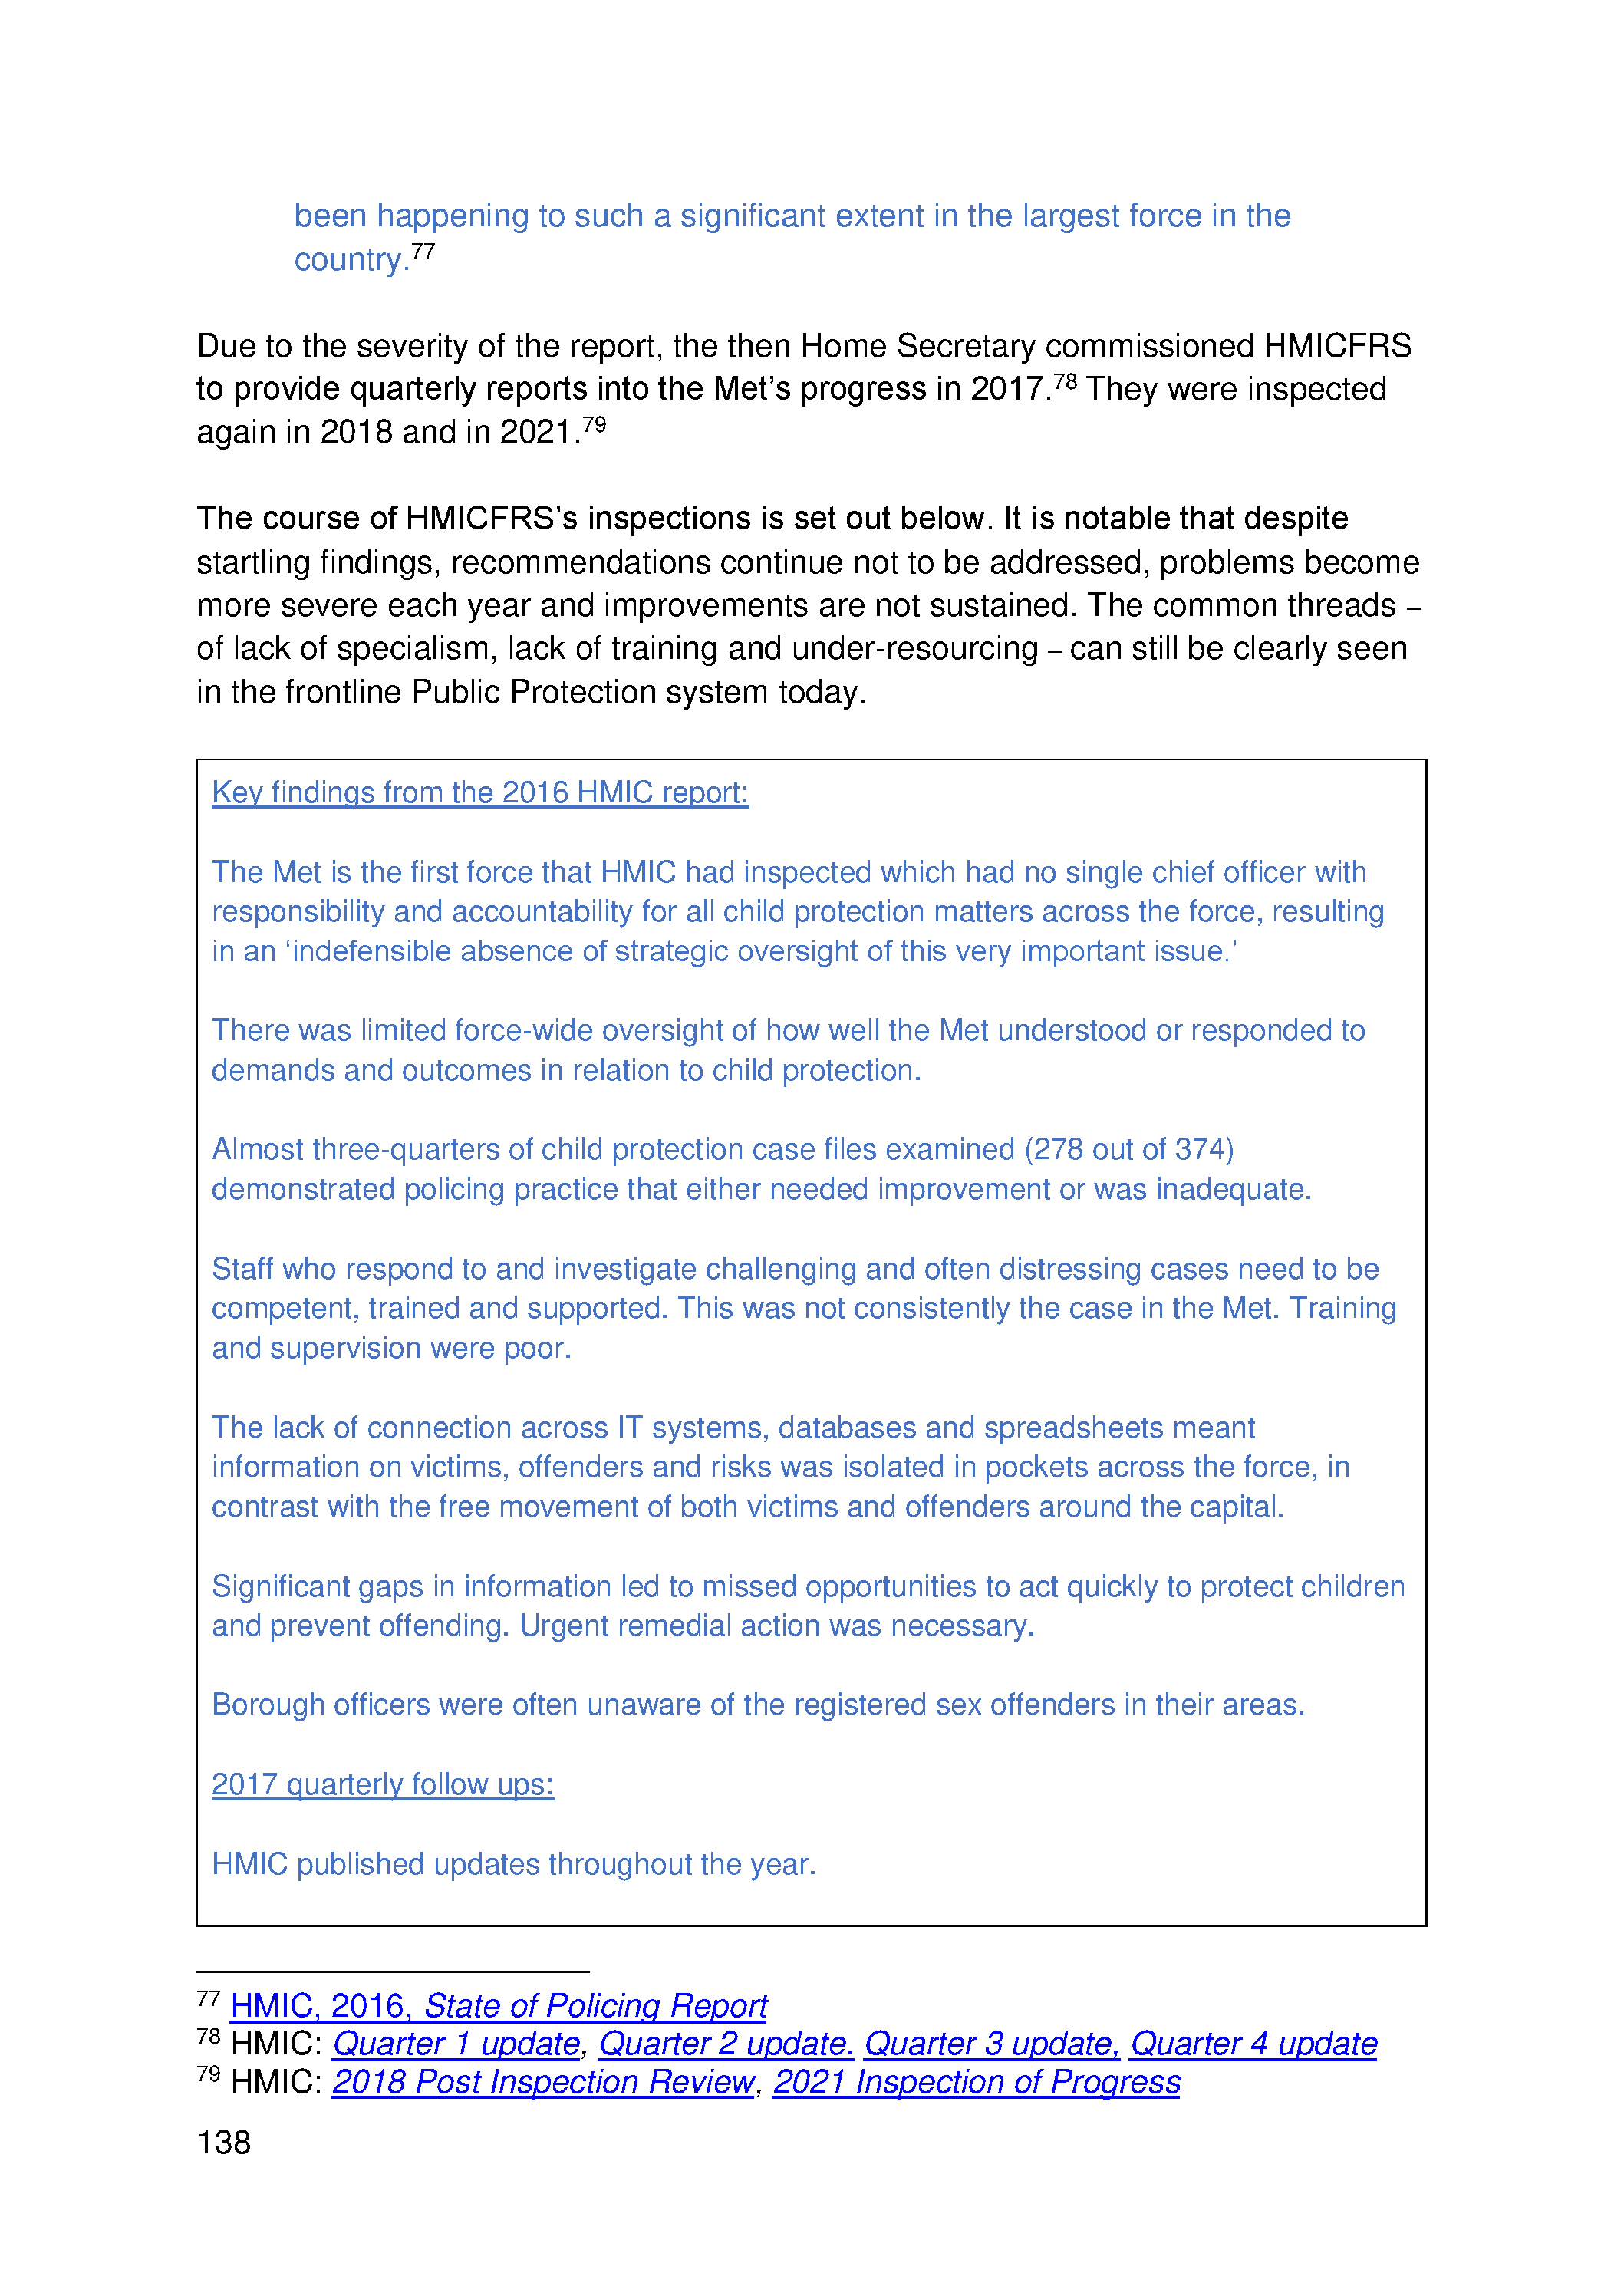 been happening to such a significant extent in the largest force in the
country.77
Due to the severity of the report, the then Home Secretary commissioned HMICFRS
to provide quarterly reports into the Met’s progress in 2017.78 They were inspected
again in 2018 and in 2021.79
The course of HMICFRS’s inspections is set out below. It is notable that despite
startling findings, recommendations continue not to be addressed, problems become
more severe each year and improvements are not sustained. The common threads –
of lack of specialism, lack of training and under-resourcing – can still be clearly seen
in the frontline Public Protection system today.
Key findings from the 2016 HMIC report:
The Met is the first force that HMIC had inspected which had no single chief officer with
responsibility and accountability for all child protection matters across the force, resulting
in an ‘indefensible absence of strategic oversight of this very important issue.’
There was limited force-wide oversight of how well the Met understood or responded to
demands and outcomes in relation to child protection.
Almost three-quarters of child protection case files examined (278 out of 374)
demonstrated policing practice that either needed improvement or was inadequate.
Staff who respond to and investigate challenging and often distressing cases need to be
competent, trained and supported. This was not consistently the case in the Met. Training
and supervision were poor.
The lack of connection across IT systems, databases and spreadsheets meant
information on victims, offenders and risks was isolated in pockets across the force, in
contrast with the free movement of both victims and offenders around the capital.
Significant gaps in information led to missed opportunities to act quickly to protect children
and prevent offending. Urgent remedial action was necessary.
Borough officers were often unaware of the registered sex offenders in their areas.
2017 quarterly follow ups:
HMIC published updates throughout the year.
77 HMIC, 2016, State of Policing Report
78 HMIC: Quarter 1 update, Quarter 2 update. Quarter 3 update, Quarter 4 update
79 HMIC: 2018 Post Inspection Review, 2021 Inspection of Progress
138